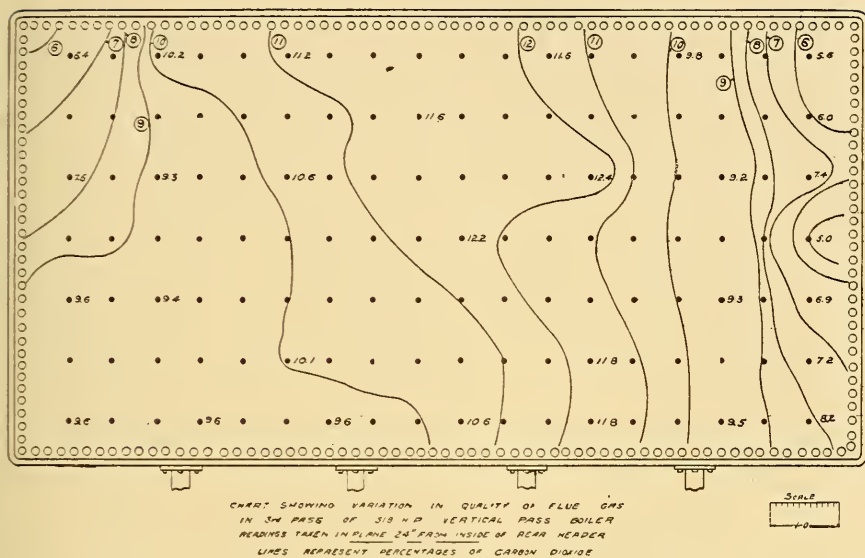 6 7 8 10 11 12 11 10 8 7 6
6.4 10.2 11.2 11.6 9.8 5.6
9
11.6 6.0
9
7.5 9.3 10.6 12.4 9.2 7.4
12.2 5.0
9.6 9.4 9.3 6.9
10.1 11.8 7.2
9.6 9.6 9.6 10.6 11.8 9.5 8.2
CHART SHOWING VARIATION IN QUALITY OF FLUE GAS
IN 3rd PASS OF H P VERTICAL PASS BOILER
READINGS TAKEN IN PLANE 24" FROM INSIDE OF REAR HEADER
LINES REPRESENT PERCENTAGES OF CARBON DIOXIDE
SCALE
1-0